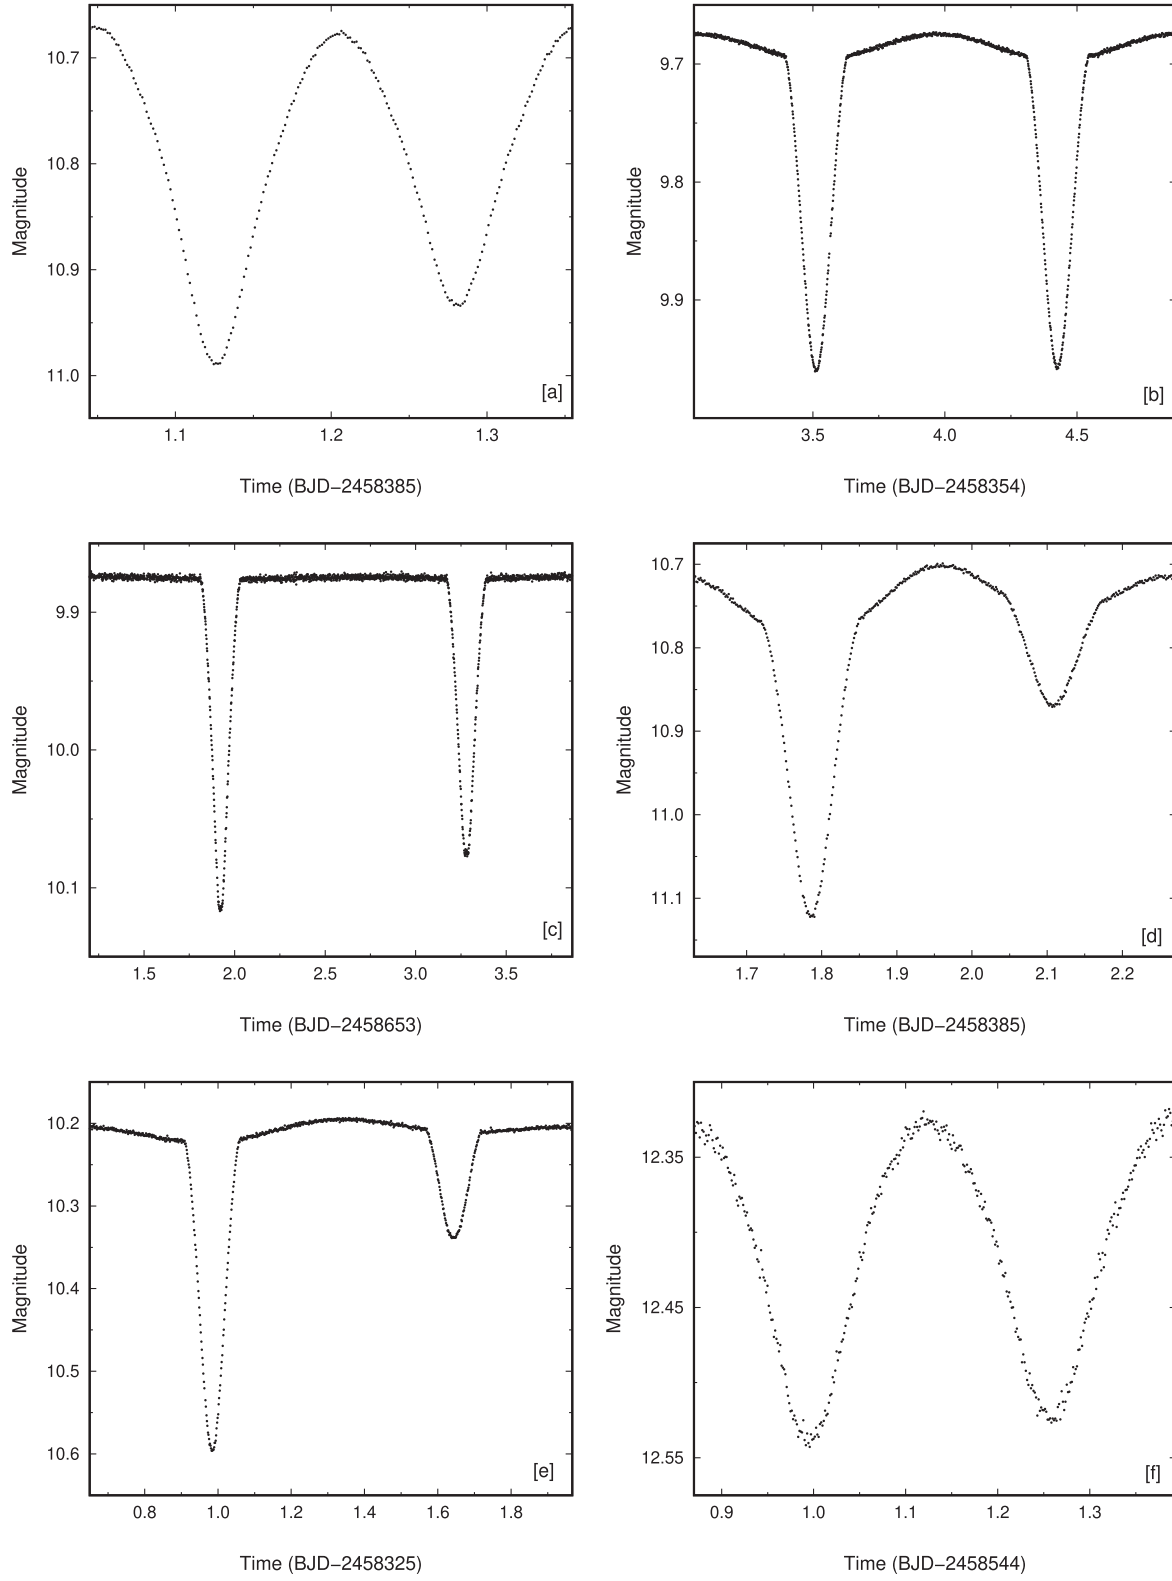 10.7
10.8
10.9
11.0
Magnitude
[a]
1.1
1.2
1.3
Time (BJD−2458385)
9.7
9.8
9.9
Magnitude
[b]
3.5
4.0
4.5
Time (BJD−2458354)
9.9
10.0
10.1
Magnitude
[c]
1.5
2.0
2.5
3.0
3.5
Time (BJD−2458653)
10.7
10.8
10.9
11.0
11.1
Magnitude
[d]
1.7
1.8
1.9
2.0
2.1
2.2
Time (BJD−2458385)
10.2
10.3
10.4
10.5
10.6
Magnitude
[e]
0.8
1.0
1.2
1.4
1.6
1.8
Time (BJD−2458325)
12.35
12.45
12.55
Magnitude
[f]
0.9
1.0
1.1
1.2
1.3
Time (BJD−2458544)